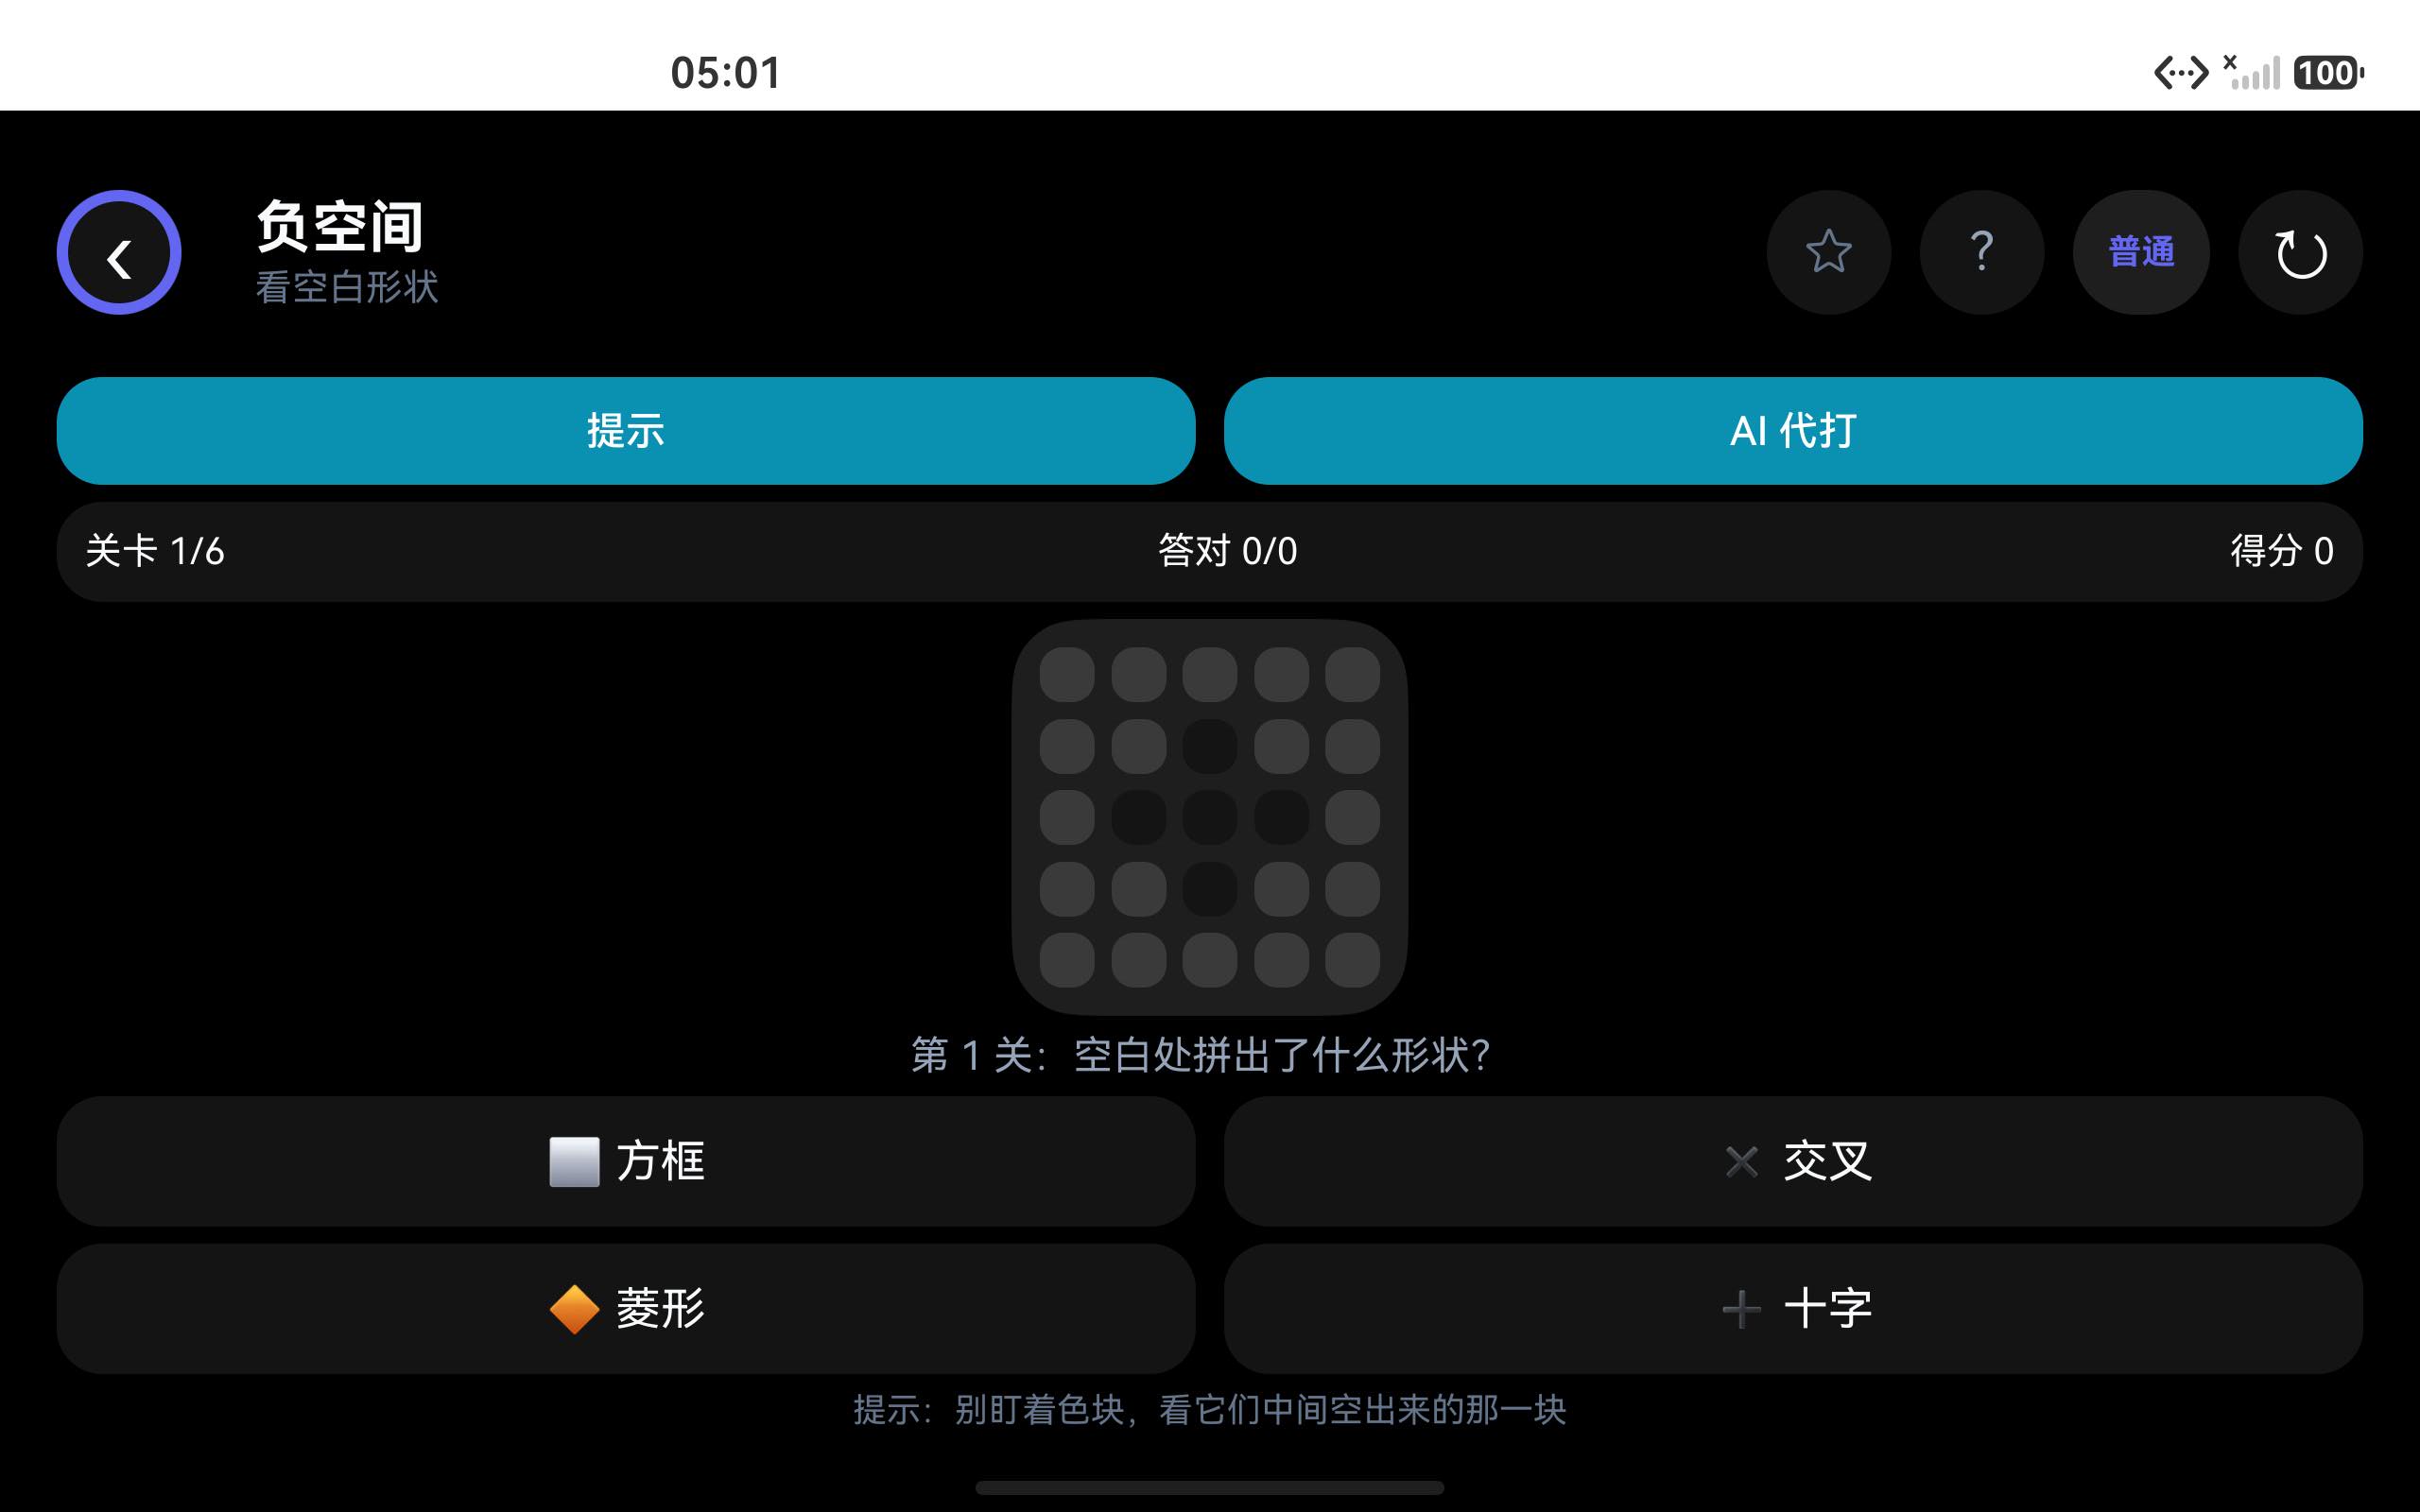 05:01
100
负空间
看空白形状
?
普通
提示
AI 代打
关卡 1/6
答对 0/0
得分 0
第 1 关：空白处拼出了什么形状？
方框
交叉
菱形
十字
提示：别盯着色块，看它们中间空出来的那一块